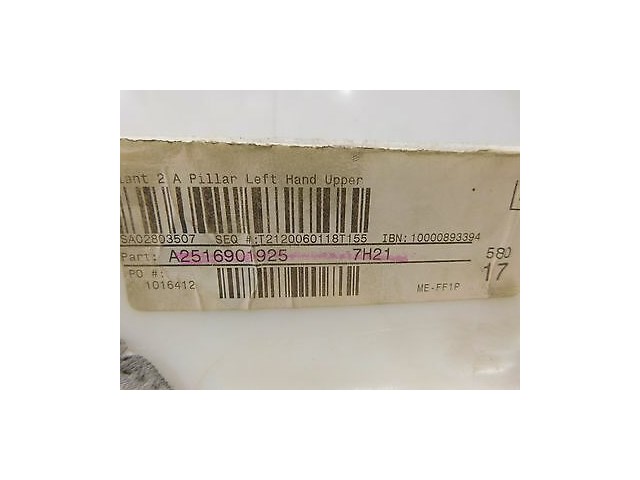 lant 2 A Pillar Left Hand Upper
SA02803507 SEQ #:T2120060118T155 IBN:10000893394
Part: A2516901925 7H21 580
PO #: 17
1016412 ME-FF1P